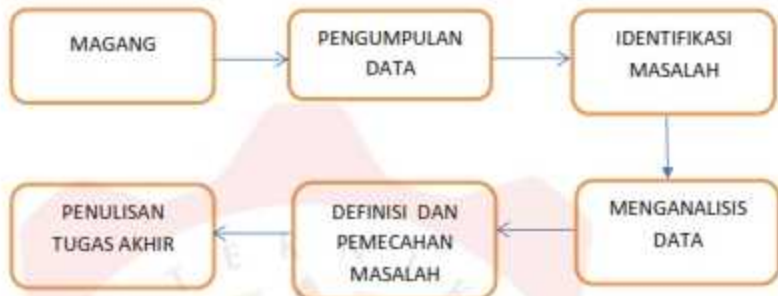 MAGANG
PENGUMPULAN
DATA
IDENTIFIKASI
MASALAH
MENGANALISIS
DATA
DEFINISI DAN
PEMECAHAN
MASALAH
PENULISAN
TUGAS AKHIR